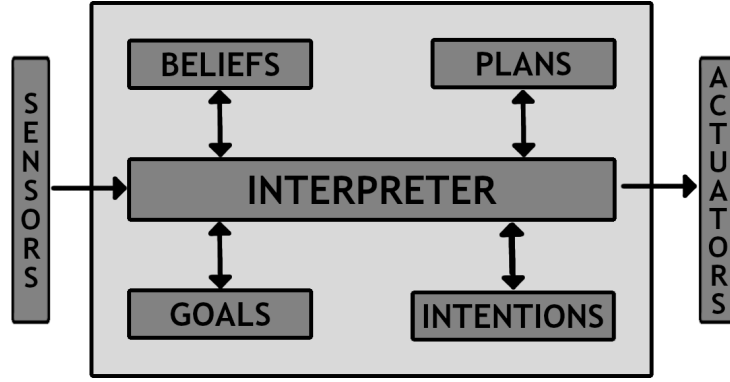 SENSORS
BELIEFS
PLANS
INTERPRETER
GOALS
INTENTIONS
ACTUATORS